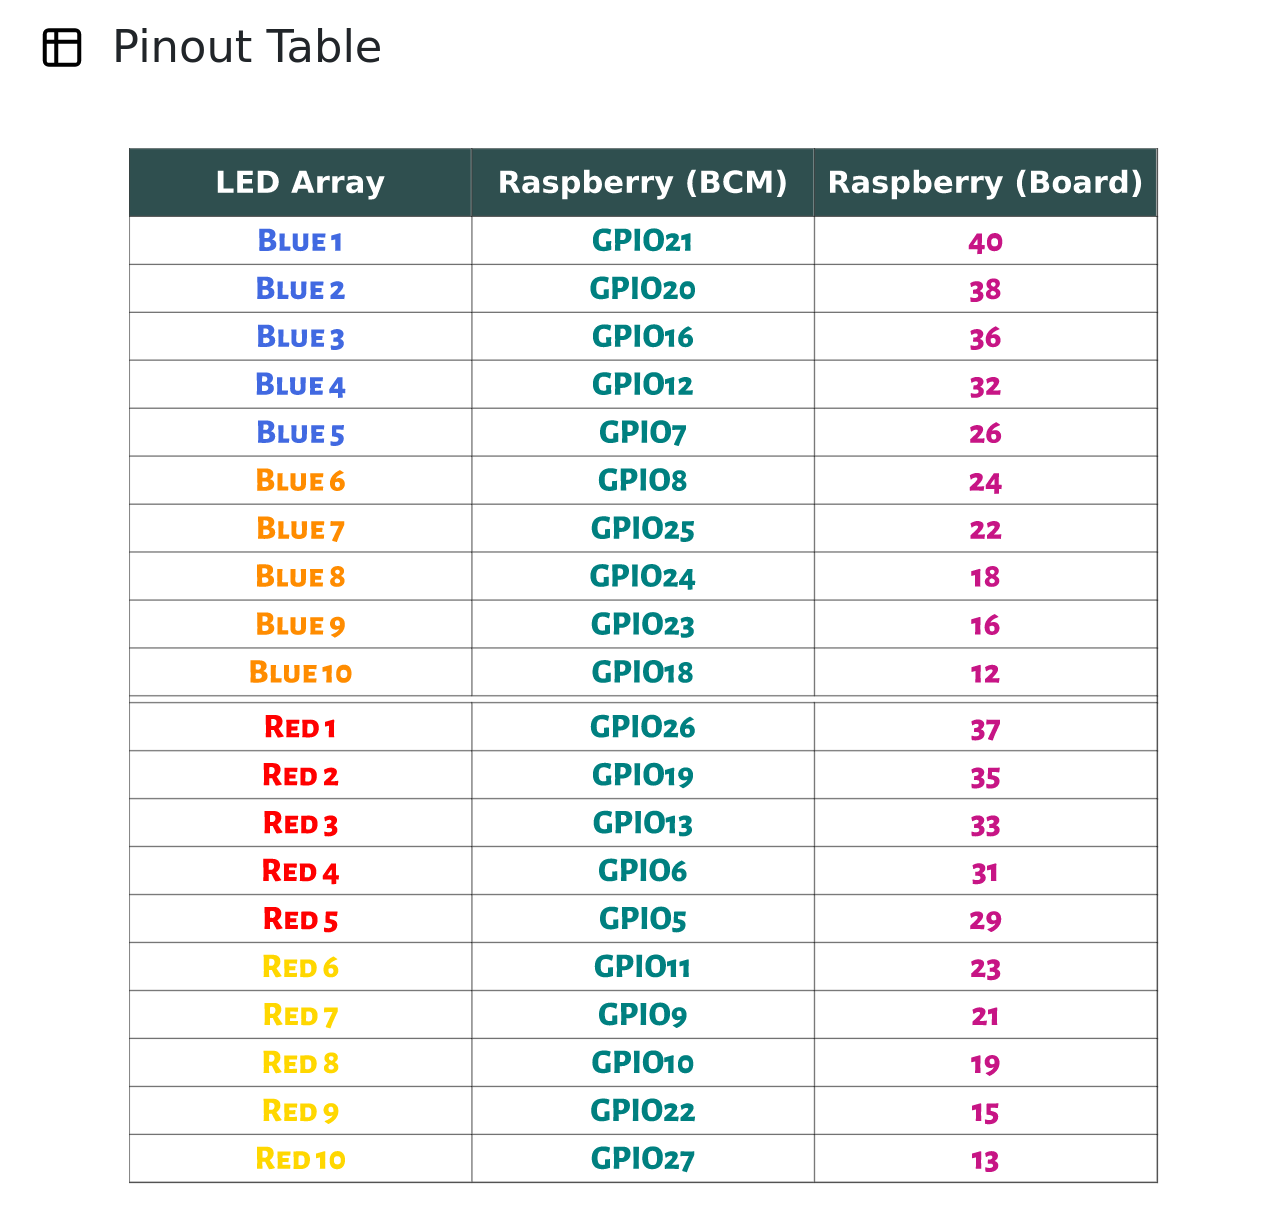 Pinout Table
LED Array Raspberry (BCM) Raspberry (Board)
Blue 1 GPIO21 40
Blue 2 GPIO20 38
Blue 3 GPIO16 36
Blue 4 GPIO12 32
Blue 5 GPIO7 26
Blue 6 GPIO8 24
Blue 7 GPIO25 22
Blue 8 GPIO24 18
Blue 9 GPIO23 16
Blue 10 GPIO18 12
Red 1 GPIO26 37
Red 2 GPIO19 35
Red 3 GPIO13 33
Red 4 GPIO6 31
Red 5 GPIO5 29
Red 6 GPIO11 23
Red 7 GPIO9 21
Red 8 GPIO10 19
Red 9 GPIO22 15
Red 10 GPIO27 13